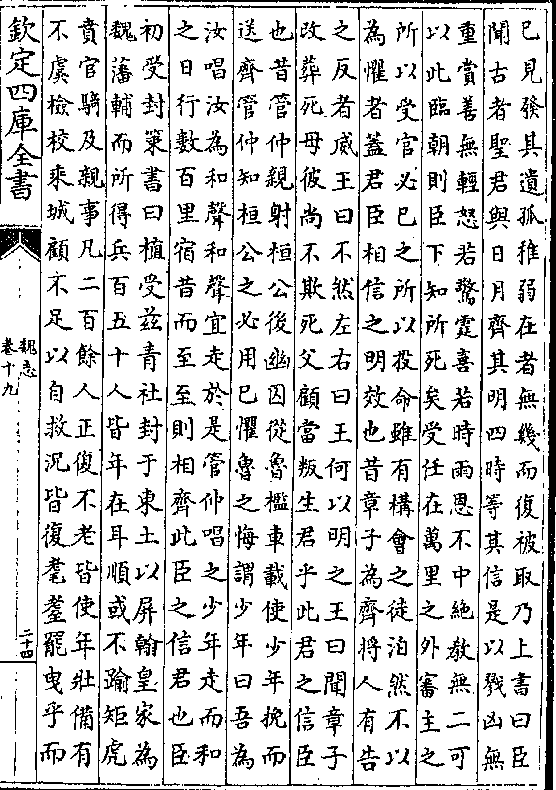 已見發其遺孤稚弱在者無幾而復被取乃上書曰臣
聞古者聖君與日月齊其明四時等其信是以戮凶無
重賞善無輕怒若驚霆喜若時雨恩不中絶教無二可
以此臨朝則臣下知所死矣受任在萬里之外審主之
所以受官必已之所以投命雖有構會之徒泊然不以
為懼者蓋君臣相信之明效也昔章子為齊將人有告
之反者威王曰不然左右曰王何以明之王曰聞章子
改葬死母彼尚不欺死父顧當叛生君乎此君之信臣
也昔管仲親射桓公後幽囚從魯檻車載使少年挽而
送齊管仲知桓公之必用已懼魯之悔謂少年曰吾為
汝唱汝為和聲和聲宜走於是管仲唱之少年走而和
之日行數百里宿昔而至至則相齊此臣之信君也臣
初受封策書曰植受兹青社封于東土以屏翰皇家為
魏藩輔而所得兵百五十人皆年在耳順或不踰矩虎
賁官騎及親事凡二百餘人正復不老皆使年壯備有
不虞檢校乘城顧不足以自救況皆復耄耋罷曳乎而
欽定四庫全書
魏志
卷十九
二十四